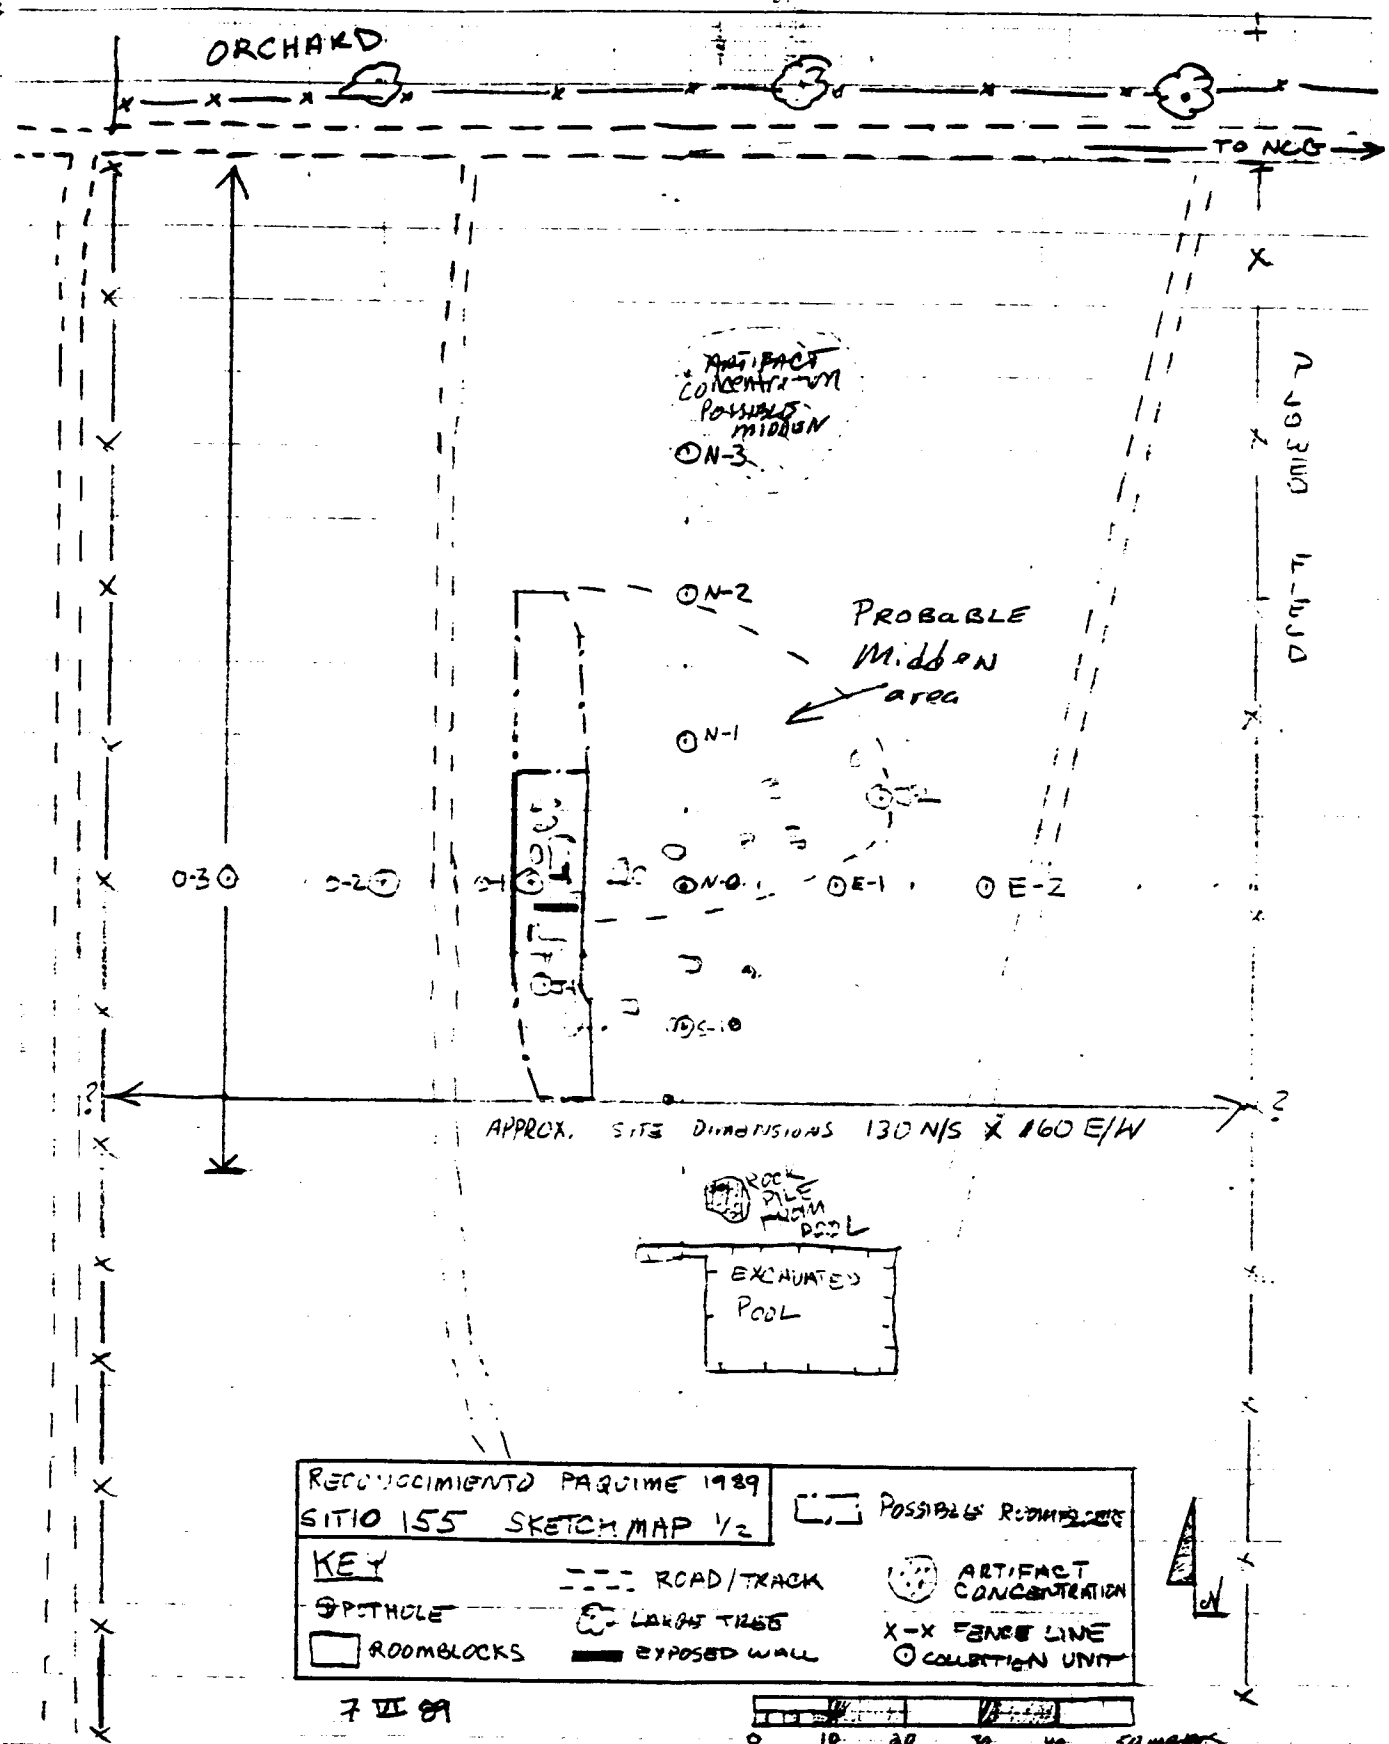 ORCHARD
TO NCG
ARTIFACT
CONCENTRATION
POSSIBLE
MIDDEN
N-3
N-2
PROBABLE
Midden
area
N-1
O-3
O-2
N-0
E-1
E-2
S-10
?
?
APPROX. SITE DIMENSIONS 130 N/S X 160 E/W
ROCK
PILE
FROM
POOL
EXCAVATED
POOL
RECONOCIMIENTO PAQUIME 1989
SITIO 155 SKETCH MAP 1/2
POSSIBLE ROOMBLOCK
KEY
ROAD/TRACK
ARTIFACT
CONCENTRATION
POTHOLE
LARGE TREE
X-X FENCE LINE
ROOMBLOCKS
EXPOSED WALL
COLLECTION UNIT
N
7 VI 89
0 10 20 30 40 50 meters